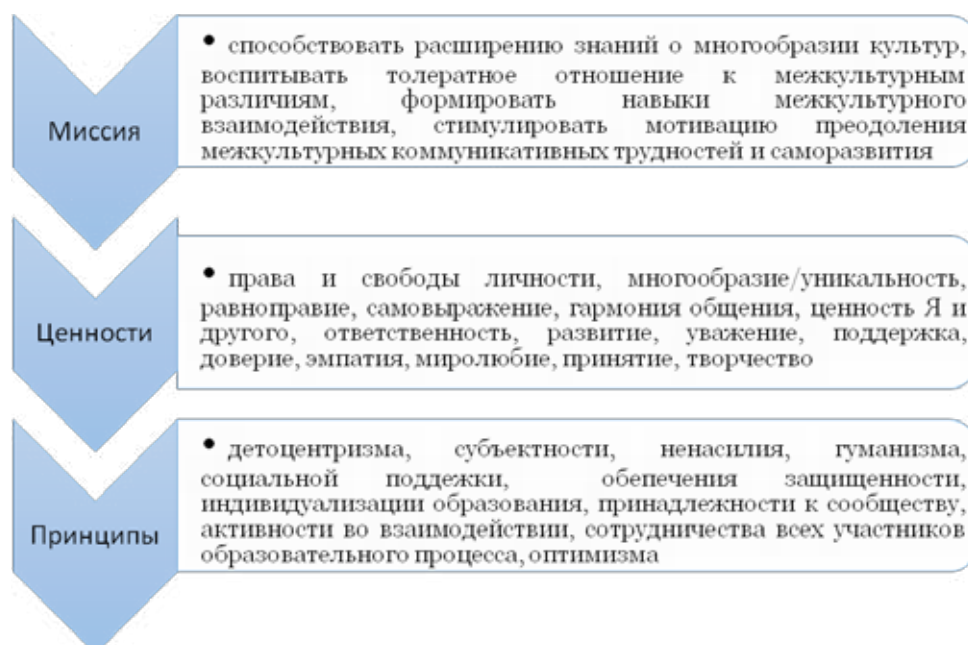 Миссия
• способствовать расширению знаний о многообразии культур,
воспитывать толератное отношение к межкультурным
различиям, формировать навыки межкультурного
взаимодействия, стимулировать мотивацию преодоления
межкультурных коммуникативных трудностей и саморазвития
Ценности
• права и свободы личности, многообразие/уникальность,
равноправие, самовыражение, гармония общения, ценность Я и
другого, ответственность, развитие, уважение, поддержка,
доверие, эмпатия, миролюбие, принятие, творчество
Принципы
• детоцентризма, субъектности, ненасилия, гуманизма,
социальной поддежки, обепечения защищенности,
индивидуализации образования, принадлежности к сообществу,
активности во взаимодействии, сотрудничества всех участников
образовательного процесса, оптимизма